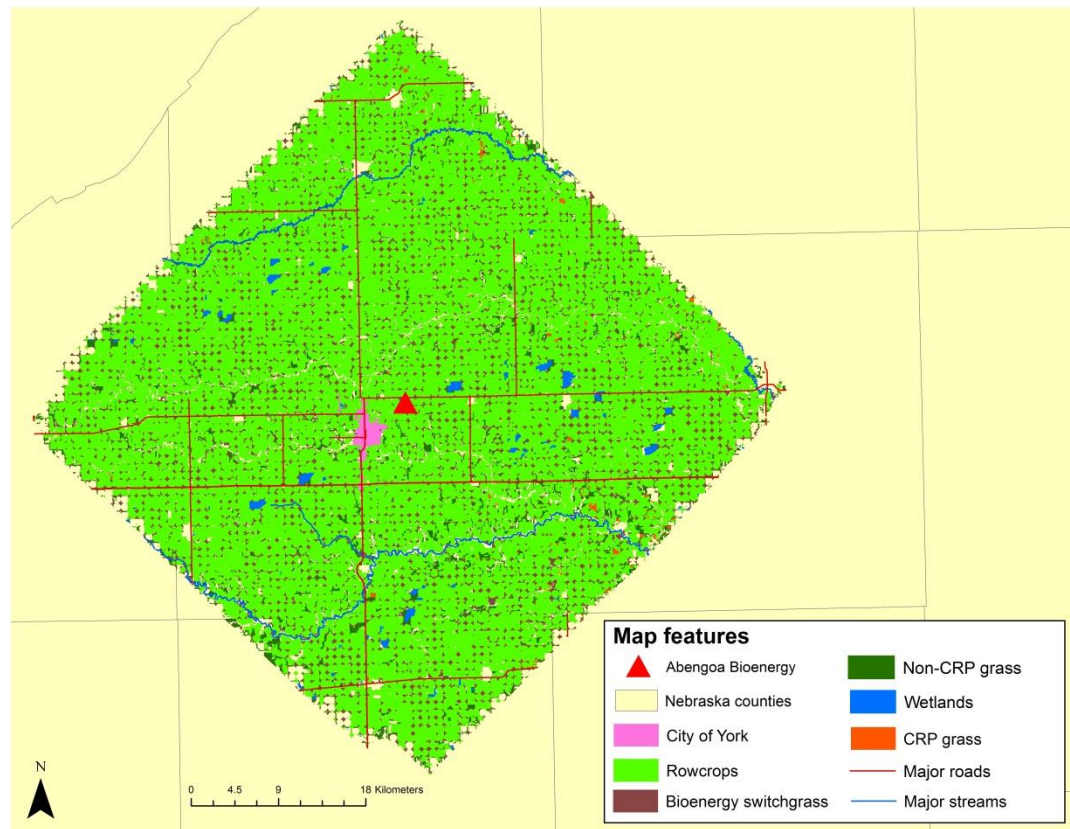 Map features
Abengoa Bioenergy
Nebraska counties
City of York
Rowcrops
Bioenergy switchgrass
Non-CRP grass
Wetlands
CRP grass
Major roads
Major streams
N
0 4.5 9 18 Kilometers